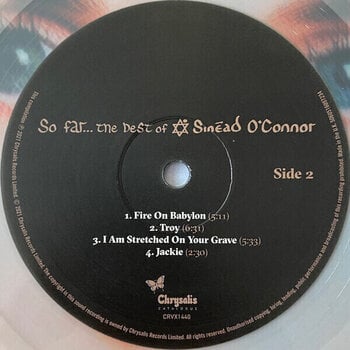 So far... the best of Sinéad O'Connor
Side 2
1. Fire On Babylon (5:11)
2. Troy (6:31)
3. I Am Stretched On Your Grave (5:33)
4. Jackie (2:30)
Chrysalis
CATALOGUE
CRVX1440
This compilation ℗ 2021 Chrysalis Records Limited. © 2021 Chrysalis Records Limited. The copyright in this sound recording is owned by Chrysalis Records Limited. All rights reserved. Unauthorised copying, hiring, lending, public performance and broadcasting of this record prohibited.